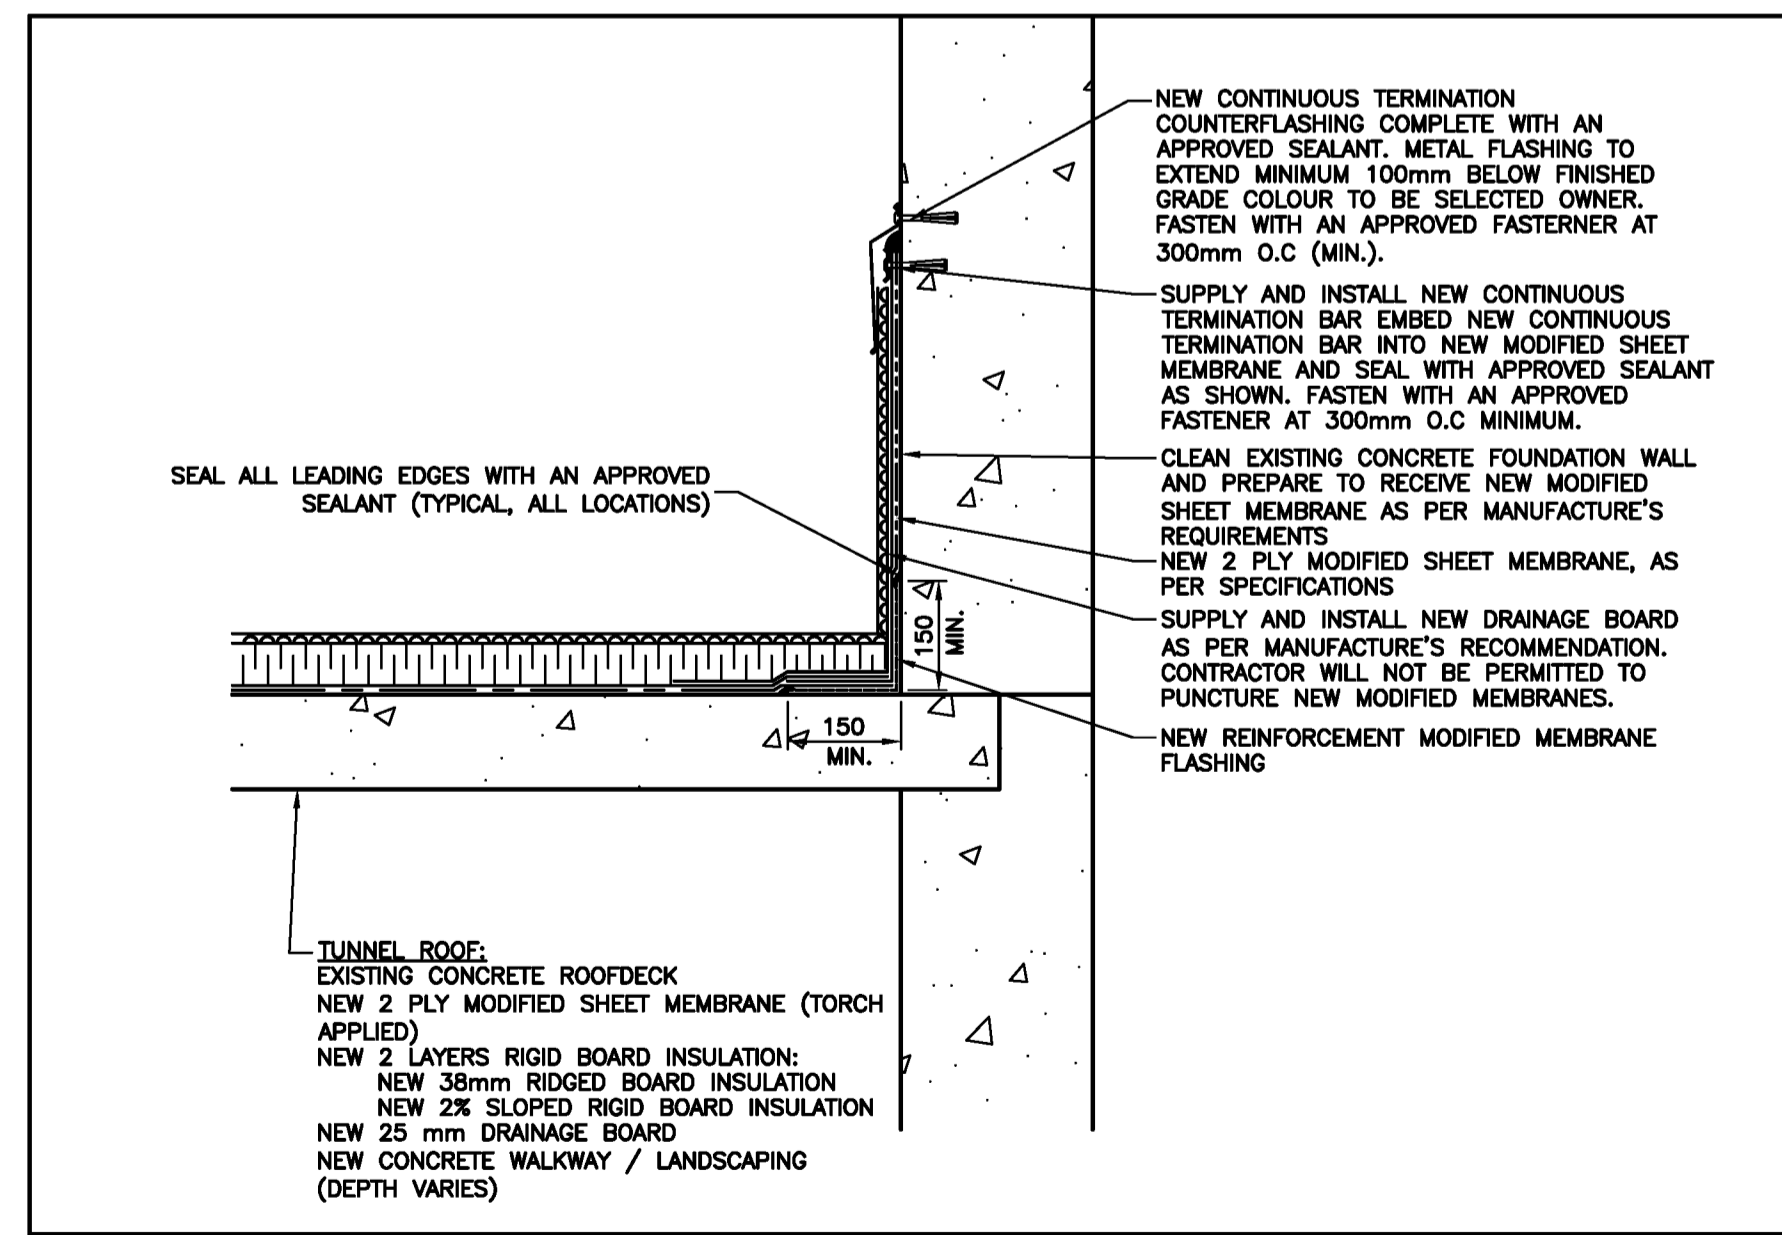 NEW CONTINUOUS TERMINATION
COUNTERFLASHING COMPLETE WITH AN
APPROVED SEALANT. METAL FLASHING TO
EXTEND MINIMUM 100mm BELOW FINISHED
GRADE COLOUR TO BE SELECTED OWNER.
FASTEN WITH AN APPROVED FASTERNER AT
300mm O.C (MIN.).
SUPPLY AND INSTALL NEW CONTINUOUS
TERMINATION BAR EMBED NEW CONTINUOUS
TERMINATION BAR INTO NEW MODIFIED SHEET
MEMBRANE AND SEAL WITH APPROVED SEALANT
AS SHOWN. FASTEN WITH AN APPROVED
FASTENER AT 300mm O.C MINIMUM.
CLEAN EXISTING CONCRETE FOUNDATION WALL
AND PREPARE TO RECEIVE NEW MODIFIED
SHEET MEMBRANE AS PER MANUFACTURE'S
REQUIREMENTS
NEW 2 PLY MODIFIED SHEET MEMBRANE, AS
PER SPECIFICATIONS
SUPPLY AND INSTALL NEW DRAINAGE BOARD
AS PER MANUFACTURE'S RECOMMENDATION.
CONTRACTOR WILL NOT BE PERMITTED TO
PUNCTURE NEW MODIFIED MEMBRANES.
NEW REINFORCEMENT MODIFIED MEMBRANE
FLASHING
SEAL ALL LEADING EDGES WITH AN APPROVED
SEALANT (TYPICAL, ALL LOCATIONS)
150
MIN.
150
MIN.
TUNNEL ROOF:
EXISTING CONCRETE ROOFDECK
NEW 2 PLY MODIFIED SHEET MEMBRANE (TORCH
APPLIED)
NEW 2 LAYERS RIGID BOARD INSULATION:
NEW 38mm RIDGED BOARD INSULATION
NEW 2% SLOPED RIGID BOARD INSULATION
NEW 25 mm DRAINAGE BOARD
NEW CONCRETE WALKWAY / LANDSCAPING
(DEPTH VARIES)